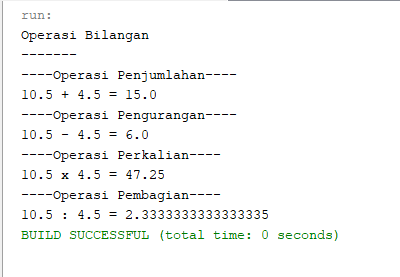 run:
Operasi Bilangan
-------
----Operasi Penjumlahan----
10.5 + 4.5 = 15.0
----Operasi Pengurangan----
10.5 - 4.5 = 6.0
----Operasi Perkalian----
10.5 x 4.5 = 47.25
----Operasi Pembagian----
10.5 : 4.5 = 2.3333333333333335
BUILD SUCCESSFUL (total time: 0 seconds)